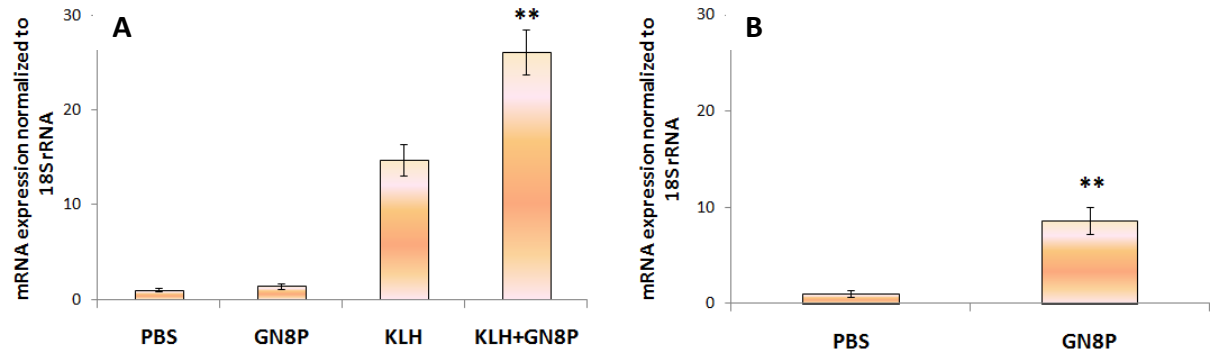 A
mRNA expression normalized to
18S rRNA
30
20
10
0
**
PBS
GN8P
KLH
KLH+GN8P
B
mRNA expression normalized to
18S rRNA
30
20
10
0
**
PBS
GN8P